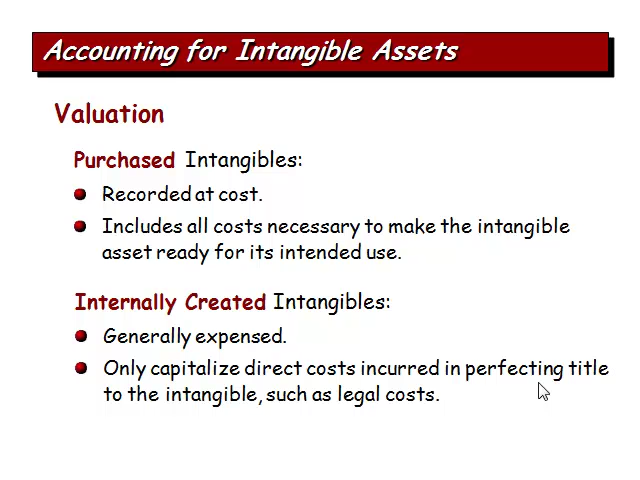 Accounting for Intangible Assets
Valuation
Purchased Intangibles:
Recorded at cost.
Includes all costs necessary to make the intangible
asset ready for its intended use.
Internally Created Intangibles:
Generally expensed.
Only capitalize direct costs incurred in perfecting title
to the intangible, such as legal costs.